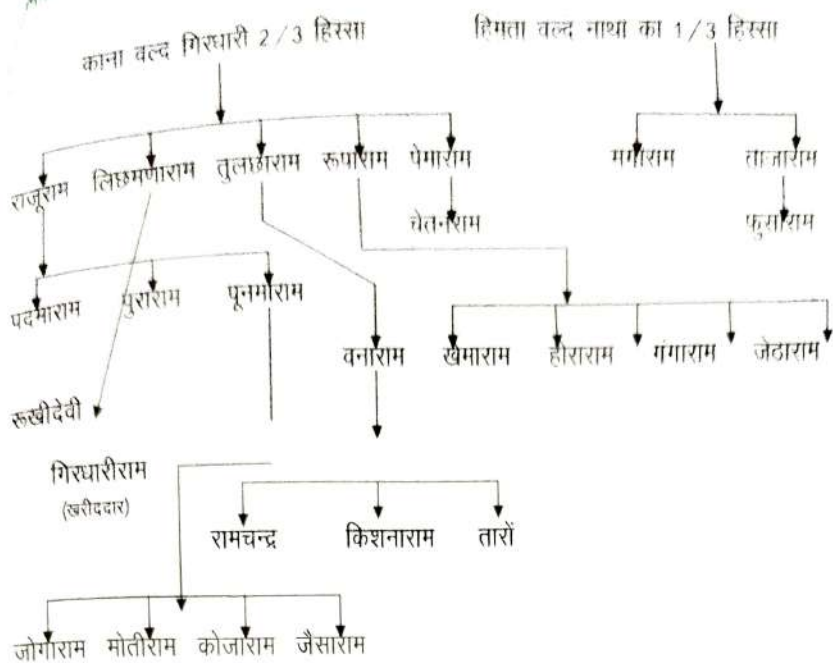 काना वल्द गिरधारी 2/3 हिस्सा
हिमता वल्द नाथा का 1/3 हिस्सा
राजूराम लिछमणाराम तुलछाराम रूपाराम पेमाराम
मगाराम ताजाराम
चेतनराम
फुसाराम
पदमाराम पुराराम पूनमाराम
वनाराम खेमाराम हीराराम गंगाराम जेठाराम
रूखीदेवी
गिरधारीराम
(खरीददार)
रामचन्द्र किशनाराम तारों
जोगाराम मोतीराम कोजाराम जैसाराम